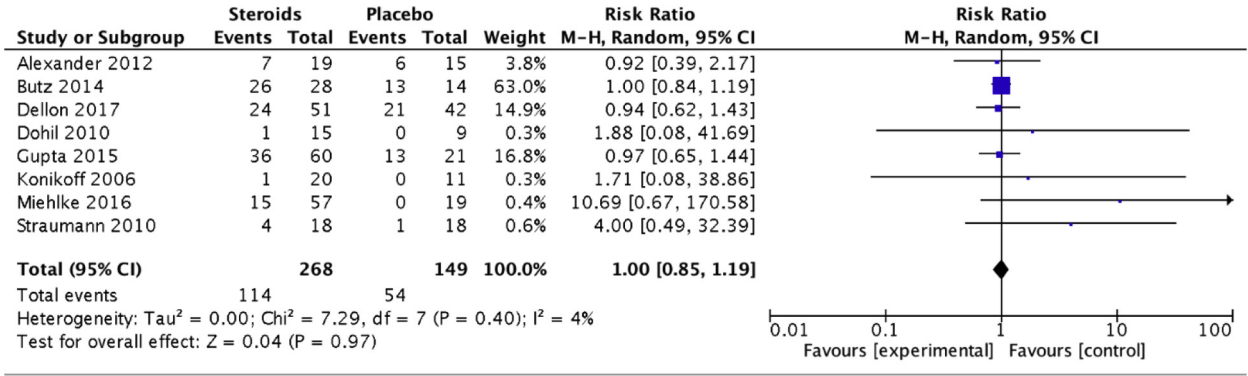 Steroids Placebo Risk Ratio Risk Ratio
Study or Subgroup Events Total Events Total Weight M-H, Random, 95% CI M-H, Random, 95% CI
Alexander 2012 7 19 6 15 3.8% 0.92 [0.39, 2.17]
Butz 2014 26 28 13 14 63.0% 1.00 [0.84, 1.19]
Dellon 2017 24 51 21 42 14.9% 0.94 [0.62, 1.43]
Dohil 2010 1 15 0 9 0.3% 1.88 [0.08, 41.69]
Gupta 2015 36 60 13 21 16.8% 0.97 [0.65, 1.44]
Konikoff 2006 1 20 0 11 0.3% 1.71 [0.08, 38.86]
Miehlke 2016 15 57 0 19 0.4% 10.69 [0.67, 170.58]
Straumann 2010 4 18 1 18 0.6% 4.00 [0.49, 32.39]
Total (95% CI) 268 149 100.0% 1.00 [0.85, 1.19]
Total events 114 54
Heterogeneity: Tau² = 0.00; Chi² = 7.29, df = 7 (P = 0.40); I² = 4%
Test for overall effect: Z = 0.04 (P = 0.97)
0.01 0.1 1 10 100
Favours [experimental] Favours [control]